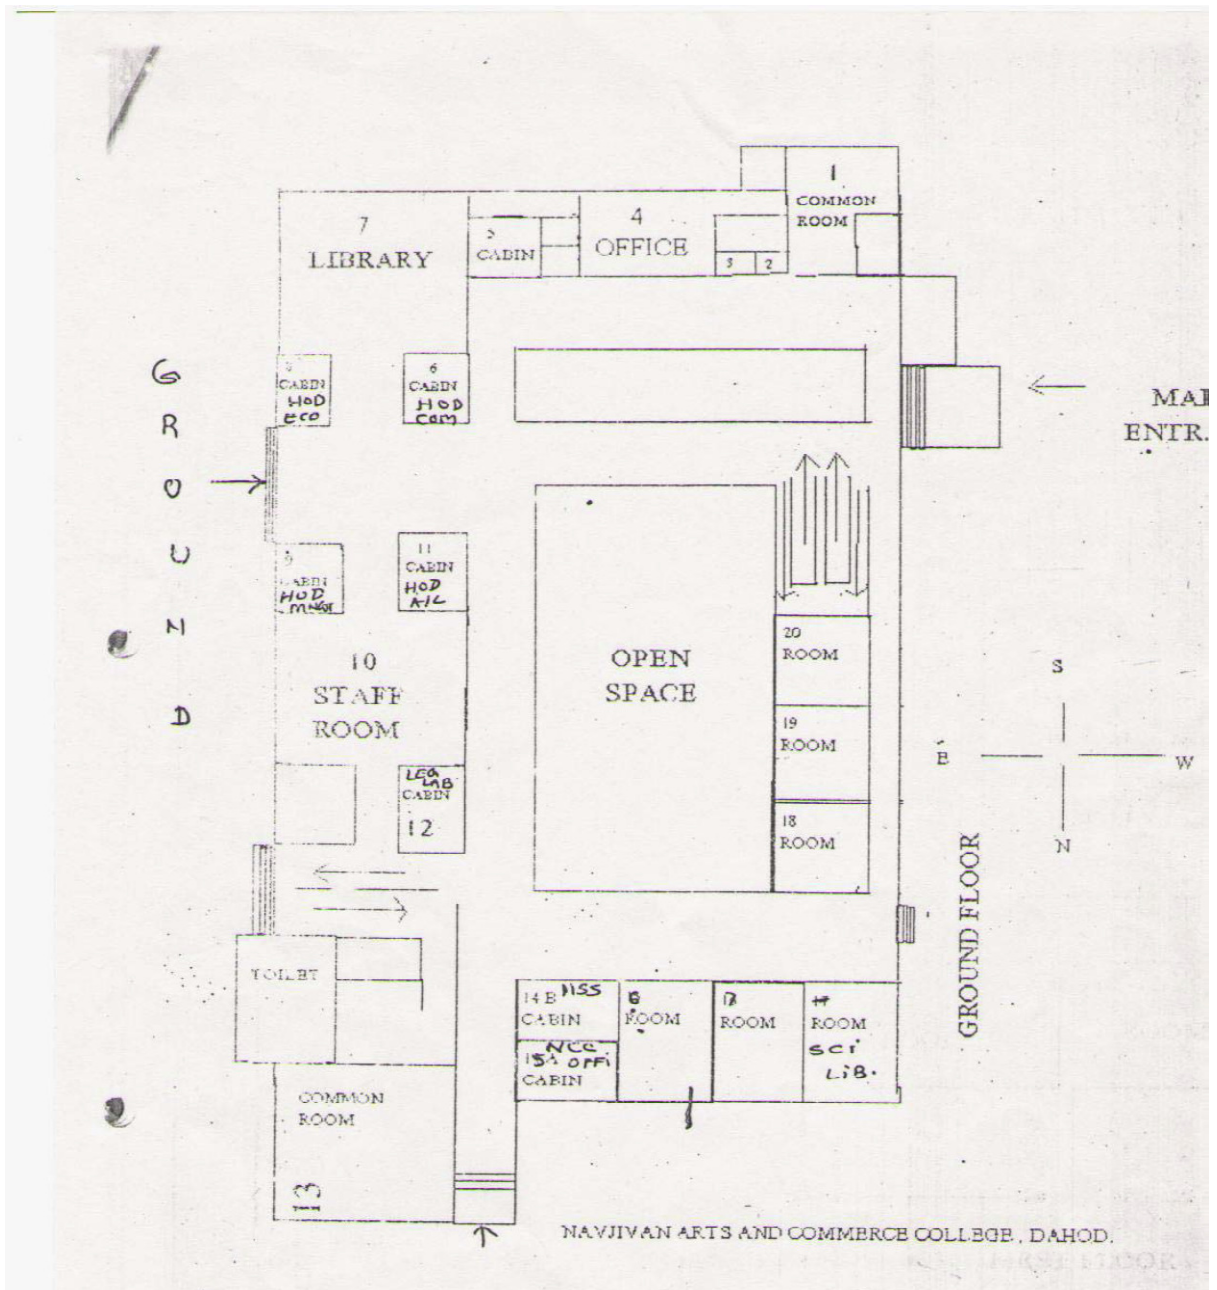 1
COMMON
ROOM
7
LIBRARY
5
CABIN
4
OFFICE
3
2
8
CABIN
HOD
ECO
6
CABIN
HOD
COM
G
R
O
U
N
D
MAI
ENTR.
9
CABIN
HOD
11
CABIN
HOD
A/L
10
STAFF
ROOM
OPEN
SPACE
20
ROOM
19
ROOM
18
ROOM
S
E
W
N
LAB
CABIN
12
GROUND FLOOR
TOILET
14B NSS
CABIN
NCC
OFFI
CABIN
ROOM
ROOM
17
ROOM
SCI
LIB.
COMMON
ROOM
13
NAVJIVAN ARTS AND COMMERCE COLLEGE, DAHOD.